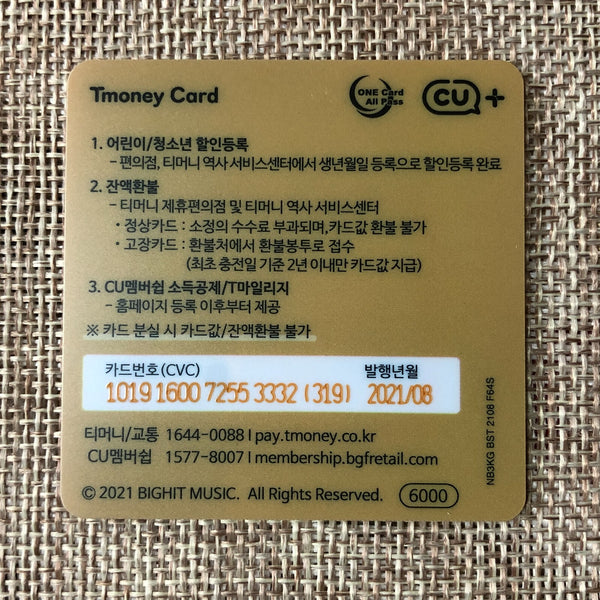 Tmoney Card
ONE Card
All Pass
CU +
1. 어린이/청소년 할인등록
– 편의점, 티머니 역사 서비스센터에서 생년월일 등록으로 할인등록 완료
2. 잔액환불
– 티머니 제휴편의점 및 티머니 역사 서비스센터
• 정상카드 : 소정의 수수료 부과되며, 카드값 환불 불가
• 고장카드 : 환불처에서 환불봉투로 접수
(최초 충전일 기준 2년 이내만 카드값 지급)
3. CU멤버쉽 소득공제/T마일리지
– 홈페이지 등록 이후부터 제공
※ 카드 분실 시 카드값/잔액환불 불가
카드번호(CVC) 발행년월
1019 1600 7255 3332 (319) 2021/08
티머니/교통 1644-0088 | pay.tmoney.co.kr
CU멤버쉽 1577-8007 | membership.bgfretail.com
© 2021 BIGHIT MUSIC. All Rights Reserved. 6000
NB3KG BST 2108 F64S